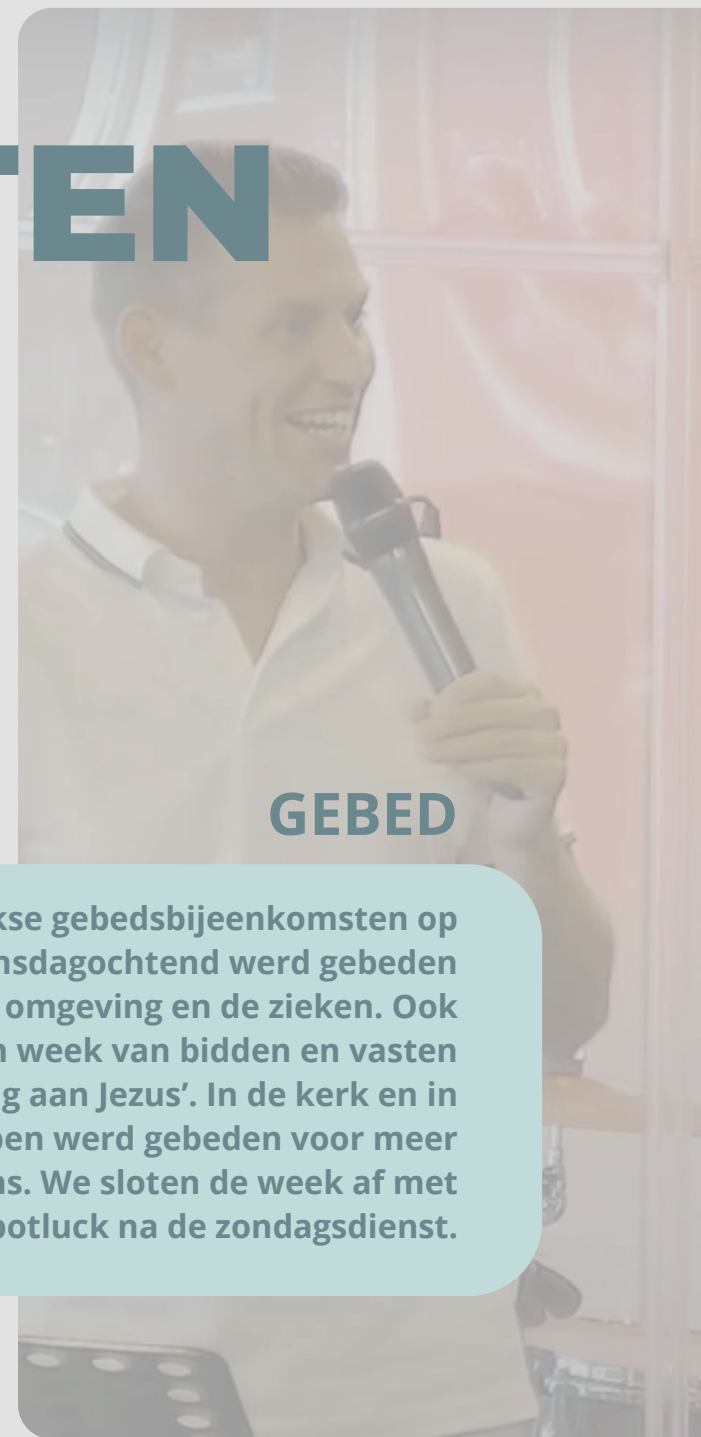 TEN
GEBED
kse gebedsbijeenkomsten op
nsdagochtend werd gebeden
omgeving en de zieken. Ook
n week van bidden en vasten
g aan Jezus’. In de kerk en in
pen werd gebeden voor meer
ns. We sloten de week af met
potluck na de zondagsdienst.